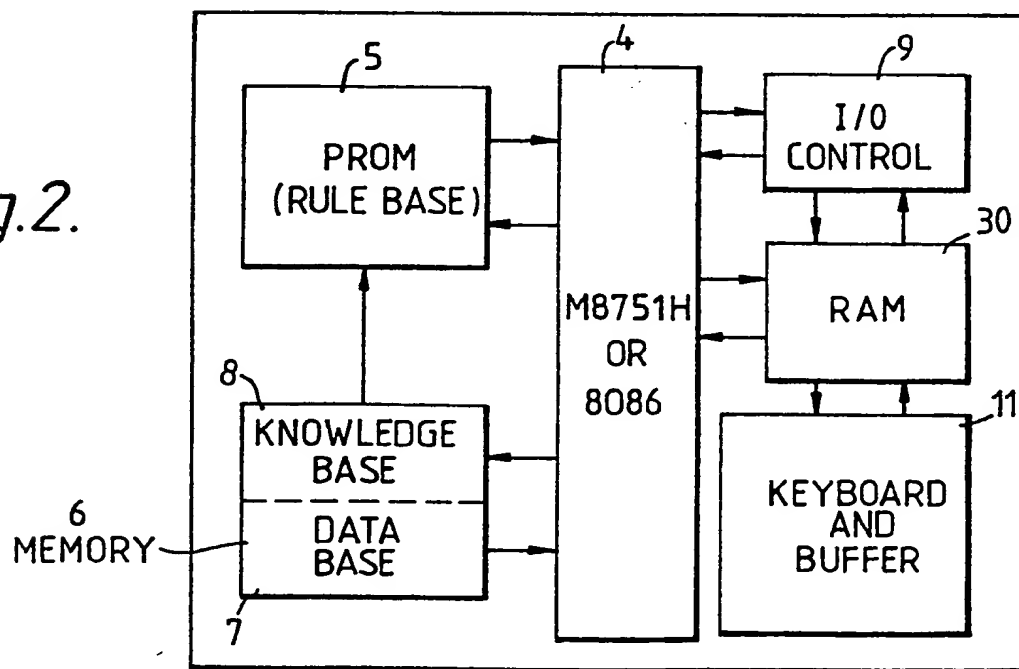 5
4
9
PROM
(RULE BASE)
I/O
CONTROL
g.2.
30
M8751H
OR
8086
RAM
8
KNOWLEDGE
BASE
11
6
MEMORY
DATA
BASE
KEYBOARD
AND
BUFFER
7